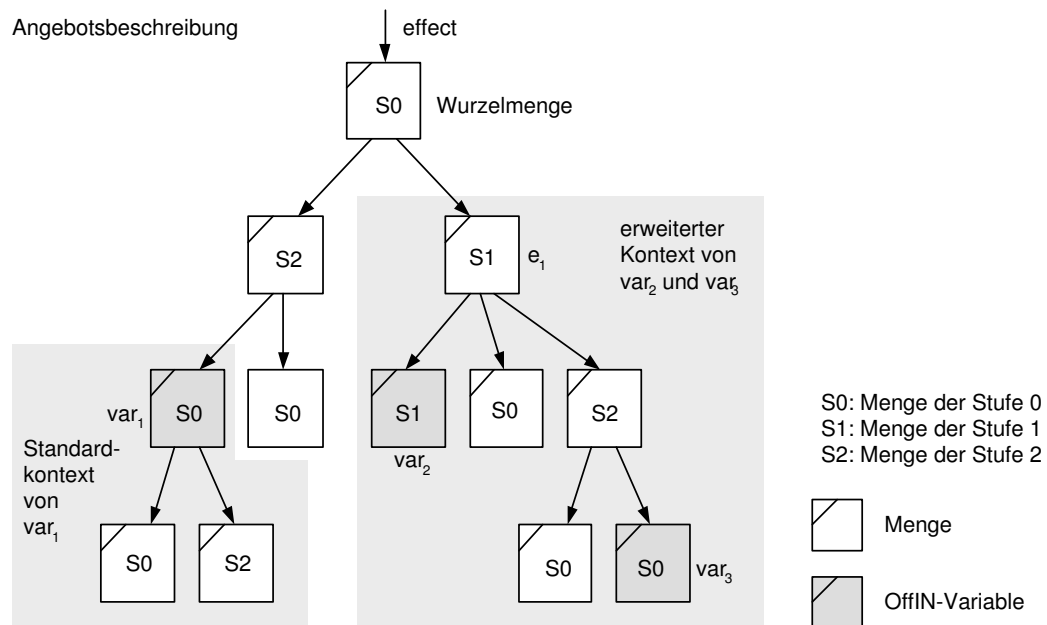 Angebotsbeschreibung
effect
S0
Wurzelmenge
S2
S1
e1
erweiterter
Kontext von
var2 und var3
var1
S0
S0
S1
S0
S2
var2
Standard-
kontext
von
var1
S0
S2
S0
S0
var3
S0: Menge der Stufe 0
S1: Menge der Stufe 1
S2: Menge der Stufe 2
Menge
OffIN-Variable